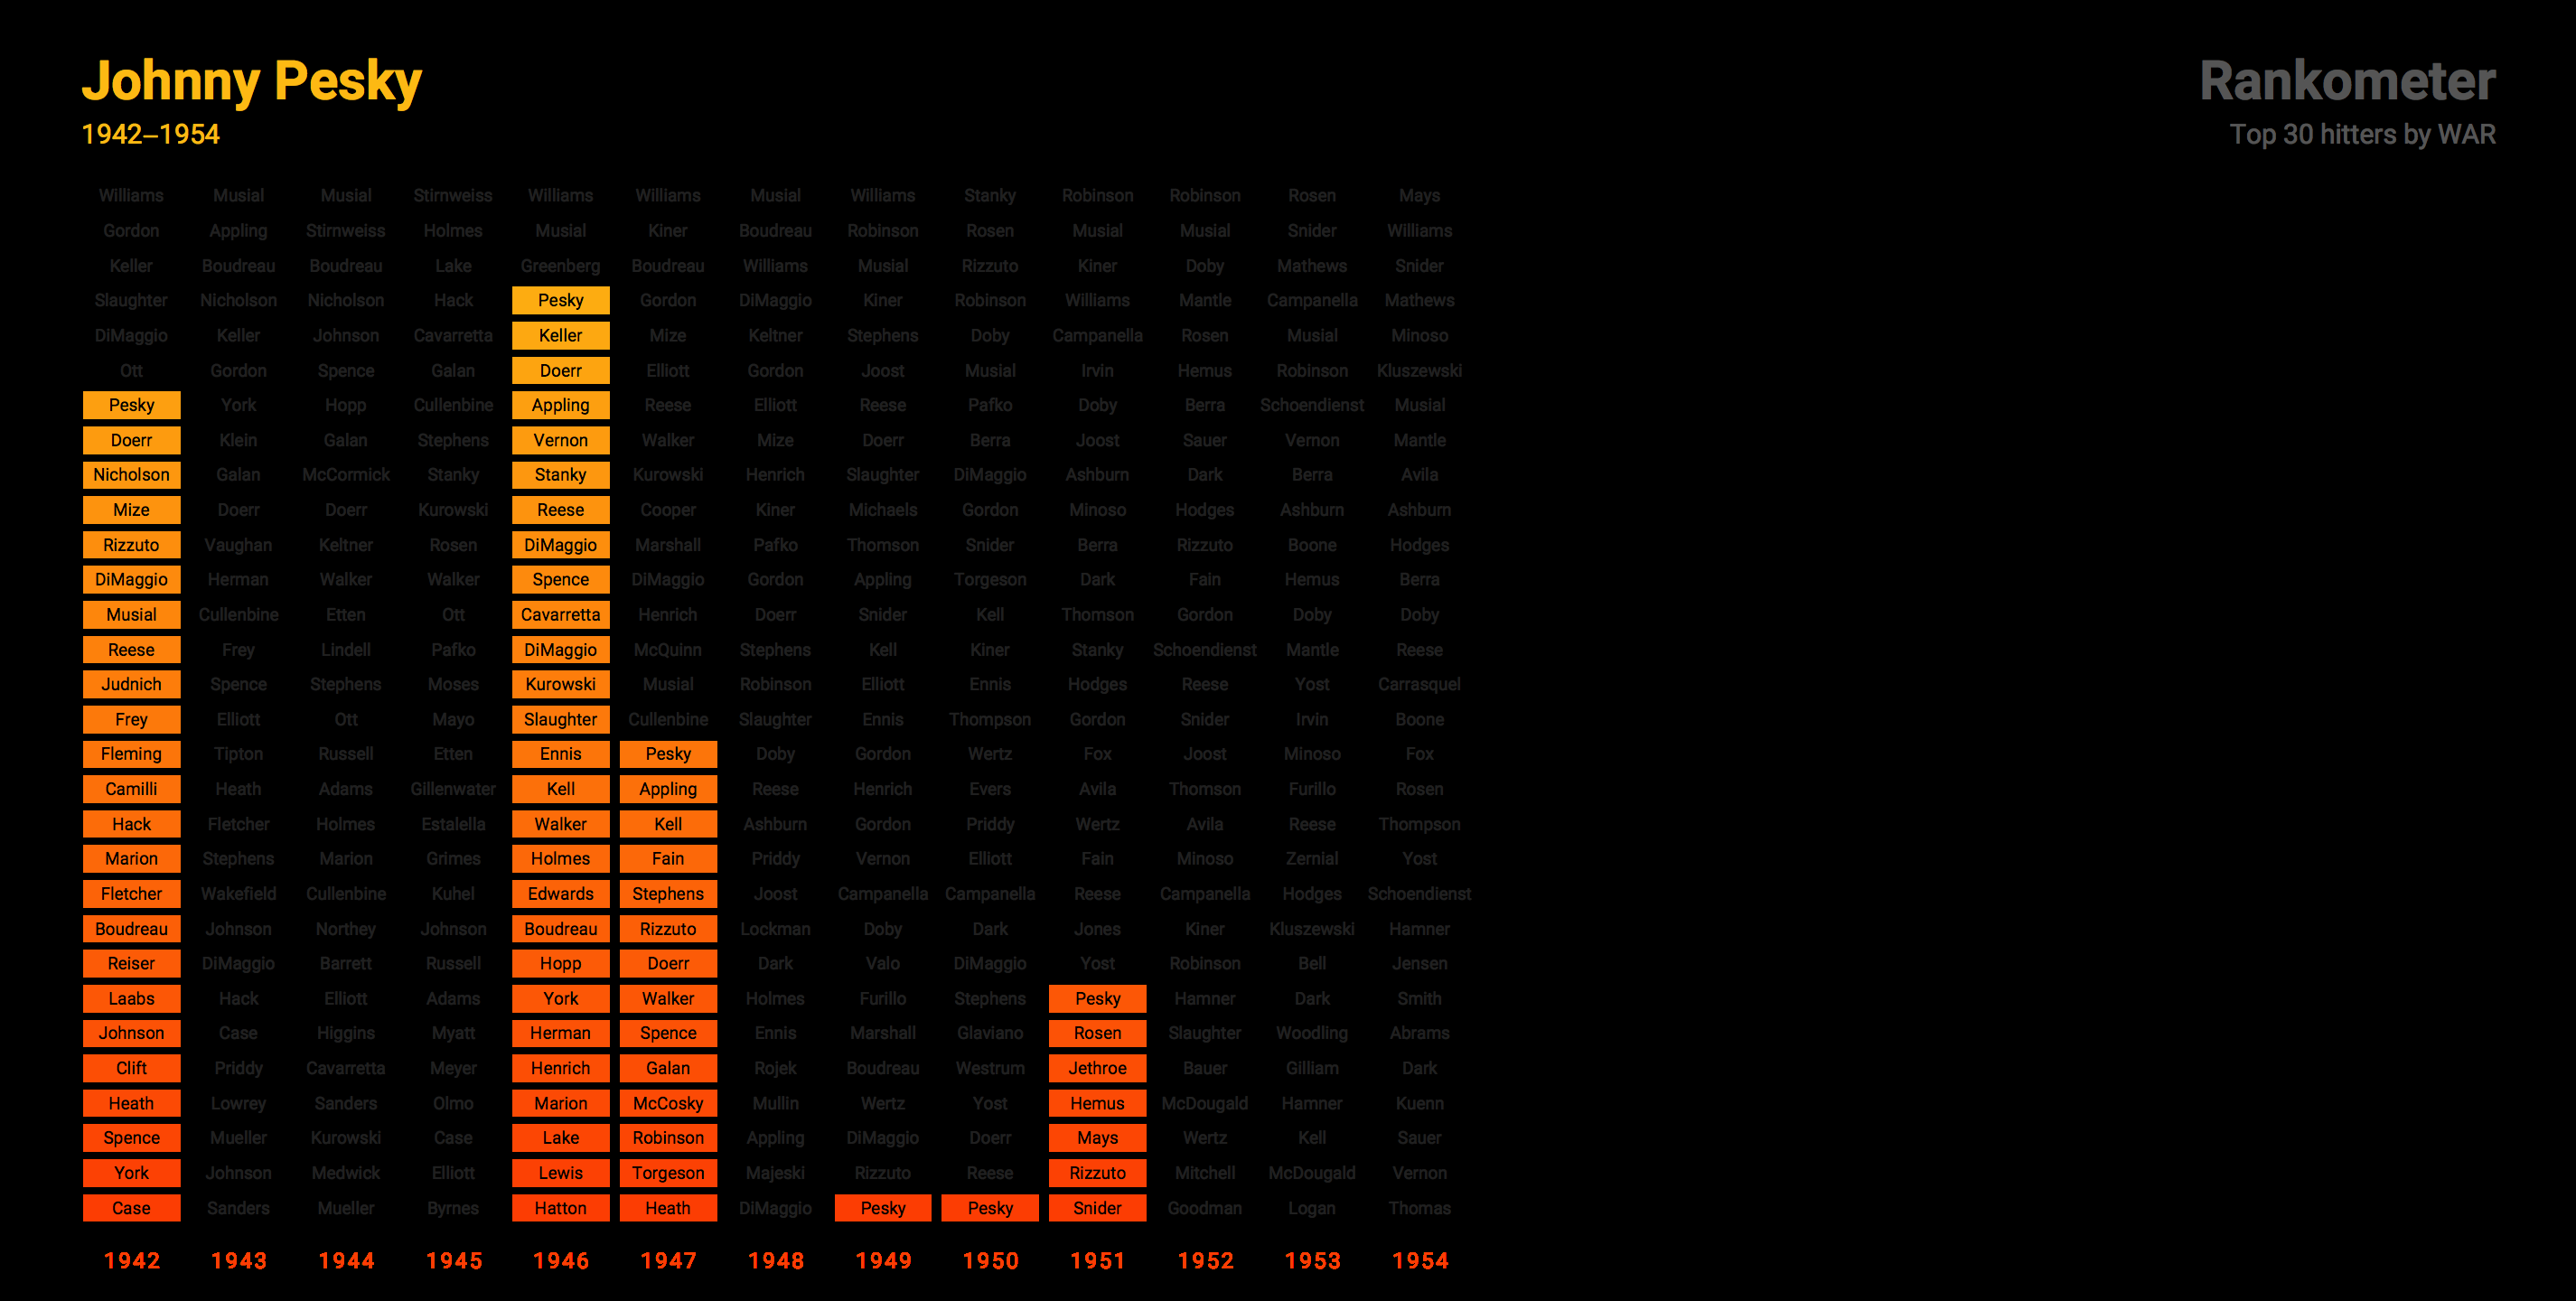 Johnny Pesky
1942–1954
Rankometer
Top 30 hitters by WAR
Williams Musial Musial Stirnweiss Williams Williams Musial Williams Stanky Robinson Robinson Rosen Mays
Gordon Appling Stirnweiss Holmes Musial Kiner Boudreau Robinson Rosen Musial Musial Snider Williams
Keller Boudreau Boudreau Lake Greenberg Boudreau Williams Musial Rizzuto Kiner Doby Mathews Snider
Slaughter Nicholson Nicholson Hack Pesky Gordon DiMaggio Kiner Robinson Williams Mantle Campanella Mathews
DiMaggio Keller Johnson Cavarretta Keller Mize Keltner Stephens Doby Campanella Rosen Musial Minoso
Ott Gordon Spence Galan Doerr Elliott Gordon Joost Musial Irvin Hemus Robinson Kluszewski
Pesky York Hopp Cullenbine Appling Reese Elliott Reese Pafko Doby Berra Schoendienst Musial
Doerr Klein Galan Stephens Vernon Walker Mize Doerr Berra Joost Sauer Vernon Mantle
Nicholson Galan McCormick Stanky Stanky Kurowski Henrich Slaughter DiMaggio Ashburn Dark Berra Avila
Mize Doerr Doerr Kurowski Reese Cooper Kiner Michaels Gordon Minoso Hodges Ashburn Ashburn
Rizzuto Vaughan Keltner Rosen DiMaggio Marshall Pafko Thomson Snider Berra Rizzuto Boone Hodges
DiMaggio Herman Walker Walker Spence DiMaggio Gordon Appling Torgeson Dark Fain Hemus Berra
Musial Cullenbine Etten Ott Cavarretta Henrich Doerr Snider Kell Thomson Gordon Doby Doby
Reese Frey Lindell Pafko DiMaggio McQuinn Stephens Kell Kiner Stanky Schoendienst Mantle Reese
Judnich Spence Stephens Moses Kurowski Musial Robinson Elliott Ennis Hodges Reese Yost Carrasquel
Frey Elliott Ott Mayo Slaughter Cullenbine Slaughter Ennis Thompson Gordon Snider Irvin Boone
Fleming Tipton Russell Etten Ennis Pesky Doby Gordon Wertz Fox Joost Minoso Fox
Camilli Heath Adams Gillenwater Kell Appling Reese Henrich Evers Avila Thomson Furillo Rosen
Hack Fletcher Holmes Estalella Walker Kell Ashburn Gordon Priddy Wertz Avila Reese Thompson
Marion Stephens Marion Grimes Holmes Fain Priddy Vernon Elliott Fain Minoso Zernial Yost
Fletcher Wakefield Cullenbine Kuhel Edwards Stephens Joost Campanella Campanella Reese Campanella Hodges Schoendienst
Boudreau Johnson Northey Johnson Boudreau Rizzuto Lockman Doby Dark Jones Kiner Kluszewski Hamner
Reiser DiMaggio Barrett Russell Hopp Doerr Dark Valo DiMaggio Yost Robinson Bell Jensen
Laabs Hack Elliott Adams York Walker Holmes Furillo Stephens Pesky Hamner Dark Smith
Johnson Case Higgins Myatt Herman Spence Ennis Marshall Glaviano Rosen Slaughter Woodling Abrams
Clift Priddy Cavarretta Meyer Henrich Galan Rojek Boudreau Westrum Jethroe Bauer Gilliam Dark
Heath Lowrey Sanders Olmo Marion McCosky Mullin Wertz Yost Hemus McDougald Hamner Kuenn
Spence Mueller Kurowski Case Lake Robinson Appling DiMaggio Doerr Mays Wertz Kell Sauer
York Johnson Medwick Elliott Lewis Torgeson Majeski Rizzuto Reese Rizzuto Mitchell McDougald Vernon
Case Sanders Mueller Byrnes Hatton Heath DiMaggio Pesky Pesky Snider Goodman Logan Thomas
1942 1943 1944 1945 1946 1947 1948 1949 1950 1951 1952 1953 1954